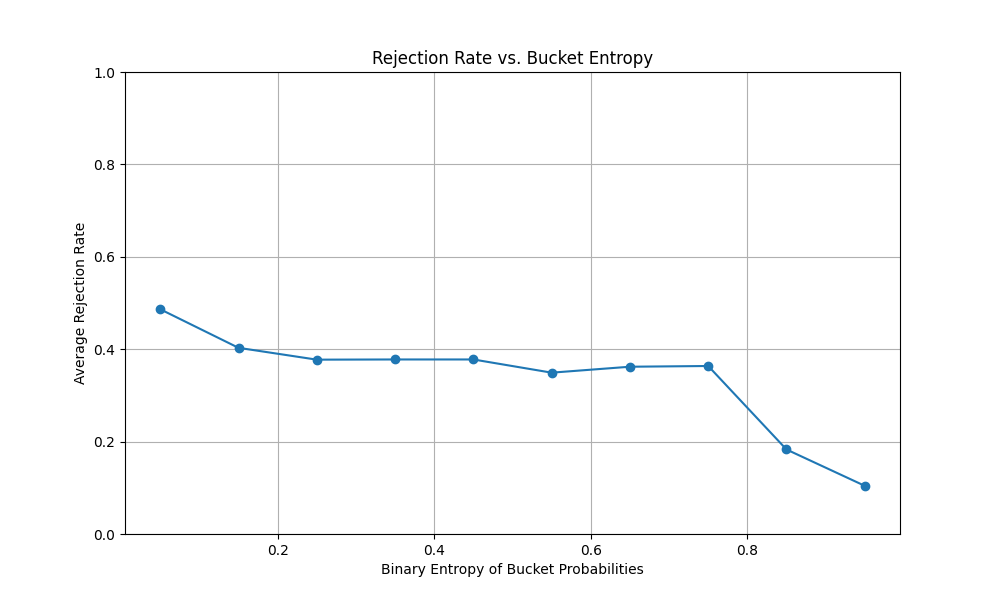 Rejection Rate vs. Bucket Entropy
1.0
0.8
0.6
0.4
0.2
0.0
Average Rejection Rate
0.2 0.4 0.6 0.8
Binary Entropy of Bucket Probabilities